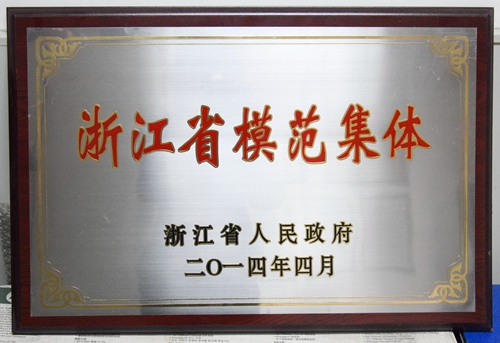 浙江省模范集体
浙江省人民政府
二〇一四年四月